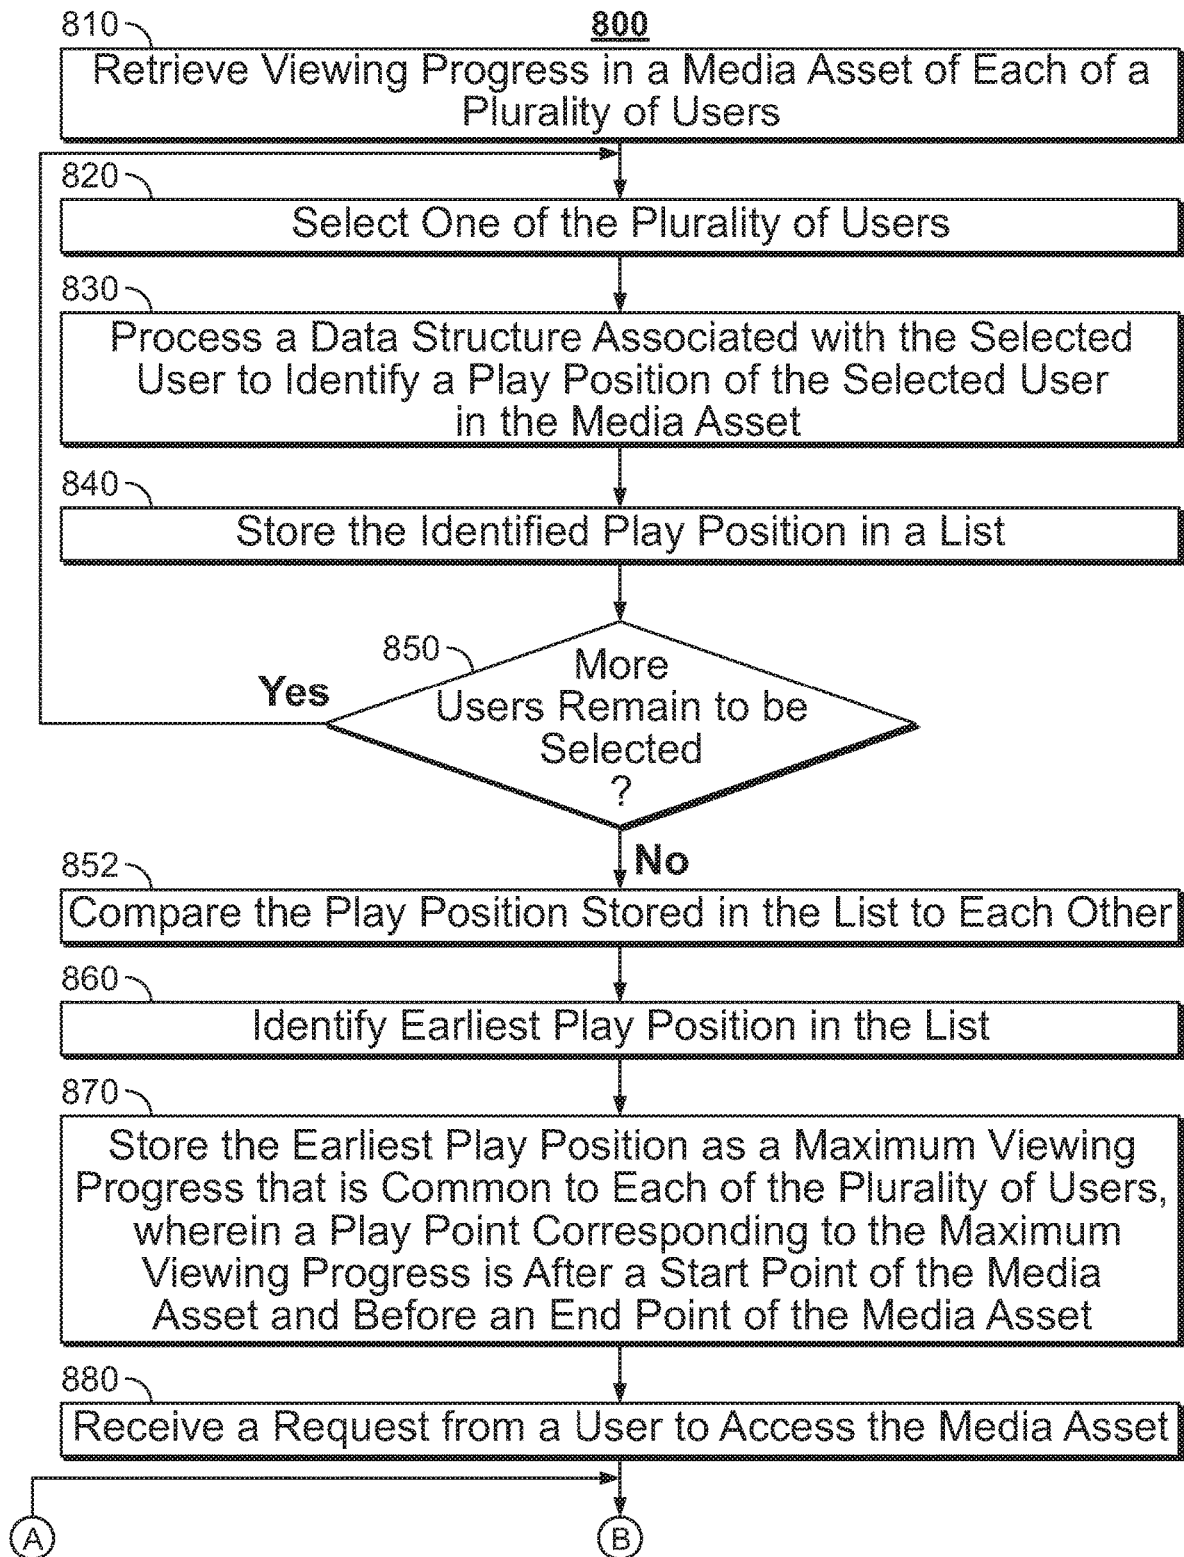 800
810
Retrieve Viewing Progress in a Media Asset of Each of a
Plurality of Users
820
Select One of the Plurality of Users
830
Process a Data Structure Associated with the Selected
User to Identify a Play Position of the Selected User
in the Media Asset
840
Store the Identified Play Position in a List
850
More
Users Remain to be
Selected
?
Yes
No
852
Compare the Play Position Stored in the List to Each Other
860
Identify Earliest Play Position in the List
870
Store the Earliest Play Position as a Maximum Viewing
Progress that is Common to Each of the Plurality of Users,
wherein a Play Point Corresponding to the Maximum
Viewing Progress is After a Start Point of the Media
Asset and Before an End Point of the Media Asset
880
Receive a Request from a User to Access the Media Asset
A
B